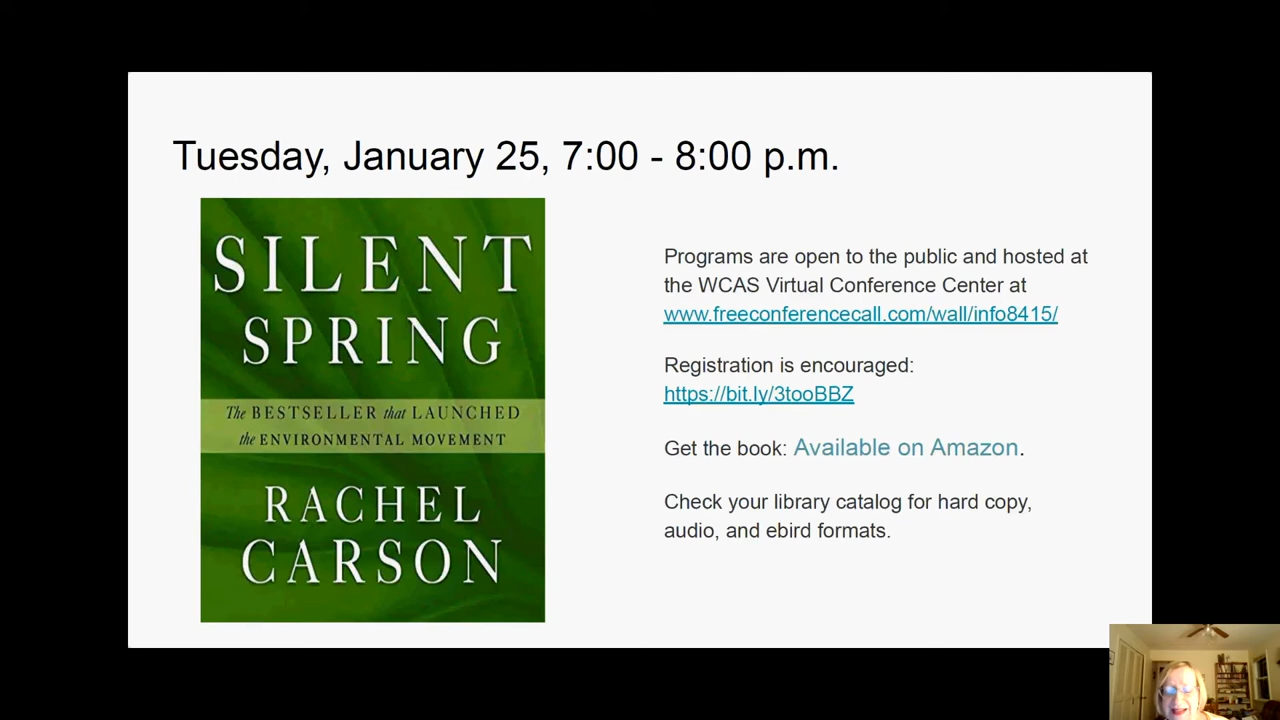 Tuesday, January 25, 7:00 - 8:00 p.m.
SILENT
SPRING
The BESTSELLER that LAUNCHED
the ENVIRONMENTAL MOVEMENT
RACHEL
CARSON
Programs are open to the public and hosted at
the WCAS Virtual Conference Center at
www.freeconferencecall.com/wall/info8415/
Registration is encouraged:
https://bit.ly/3tooBBZ
Get the book: Available on Amazon.
Check your library catalog for hard copy,
audio, and ebird formats.